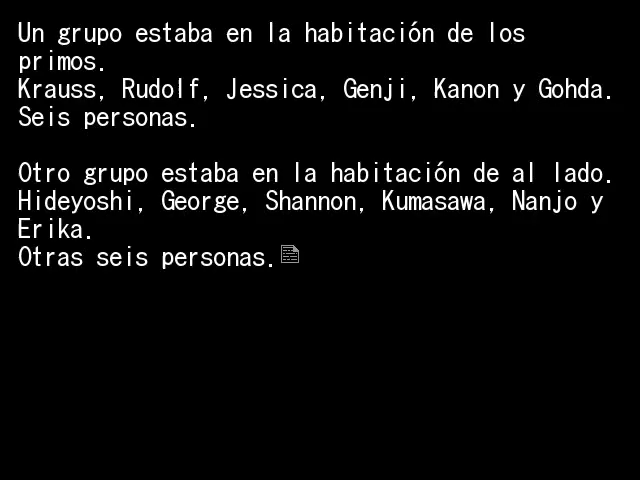 Un grupo estaba en la habitación de los
primos.
Krauss, Rudolf, Jessica, Genji, Kanon y Gohda.
Seis personas.
Otro grupo estaba en la habitación de al lado.
Hideyoshi, George, Shannon, Kumasawa, Nanjo y
Erika.
Otras seis personas.